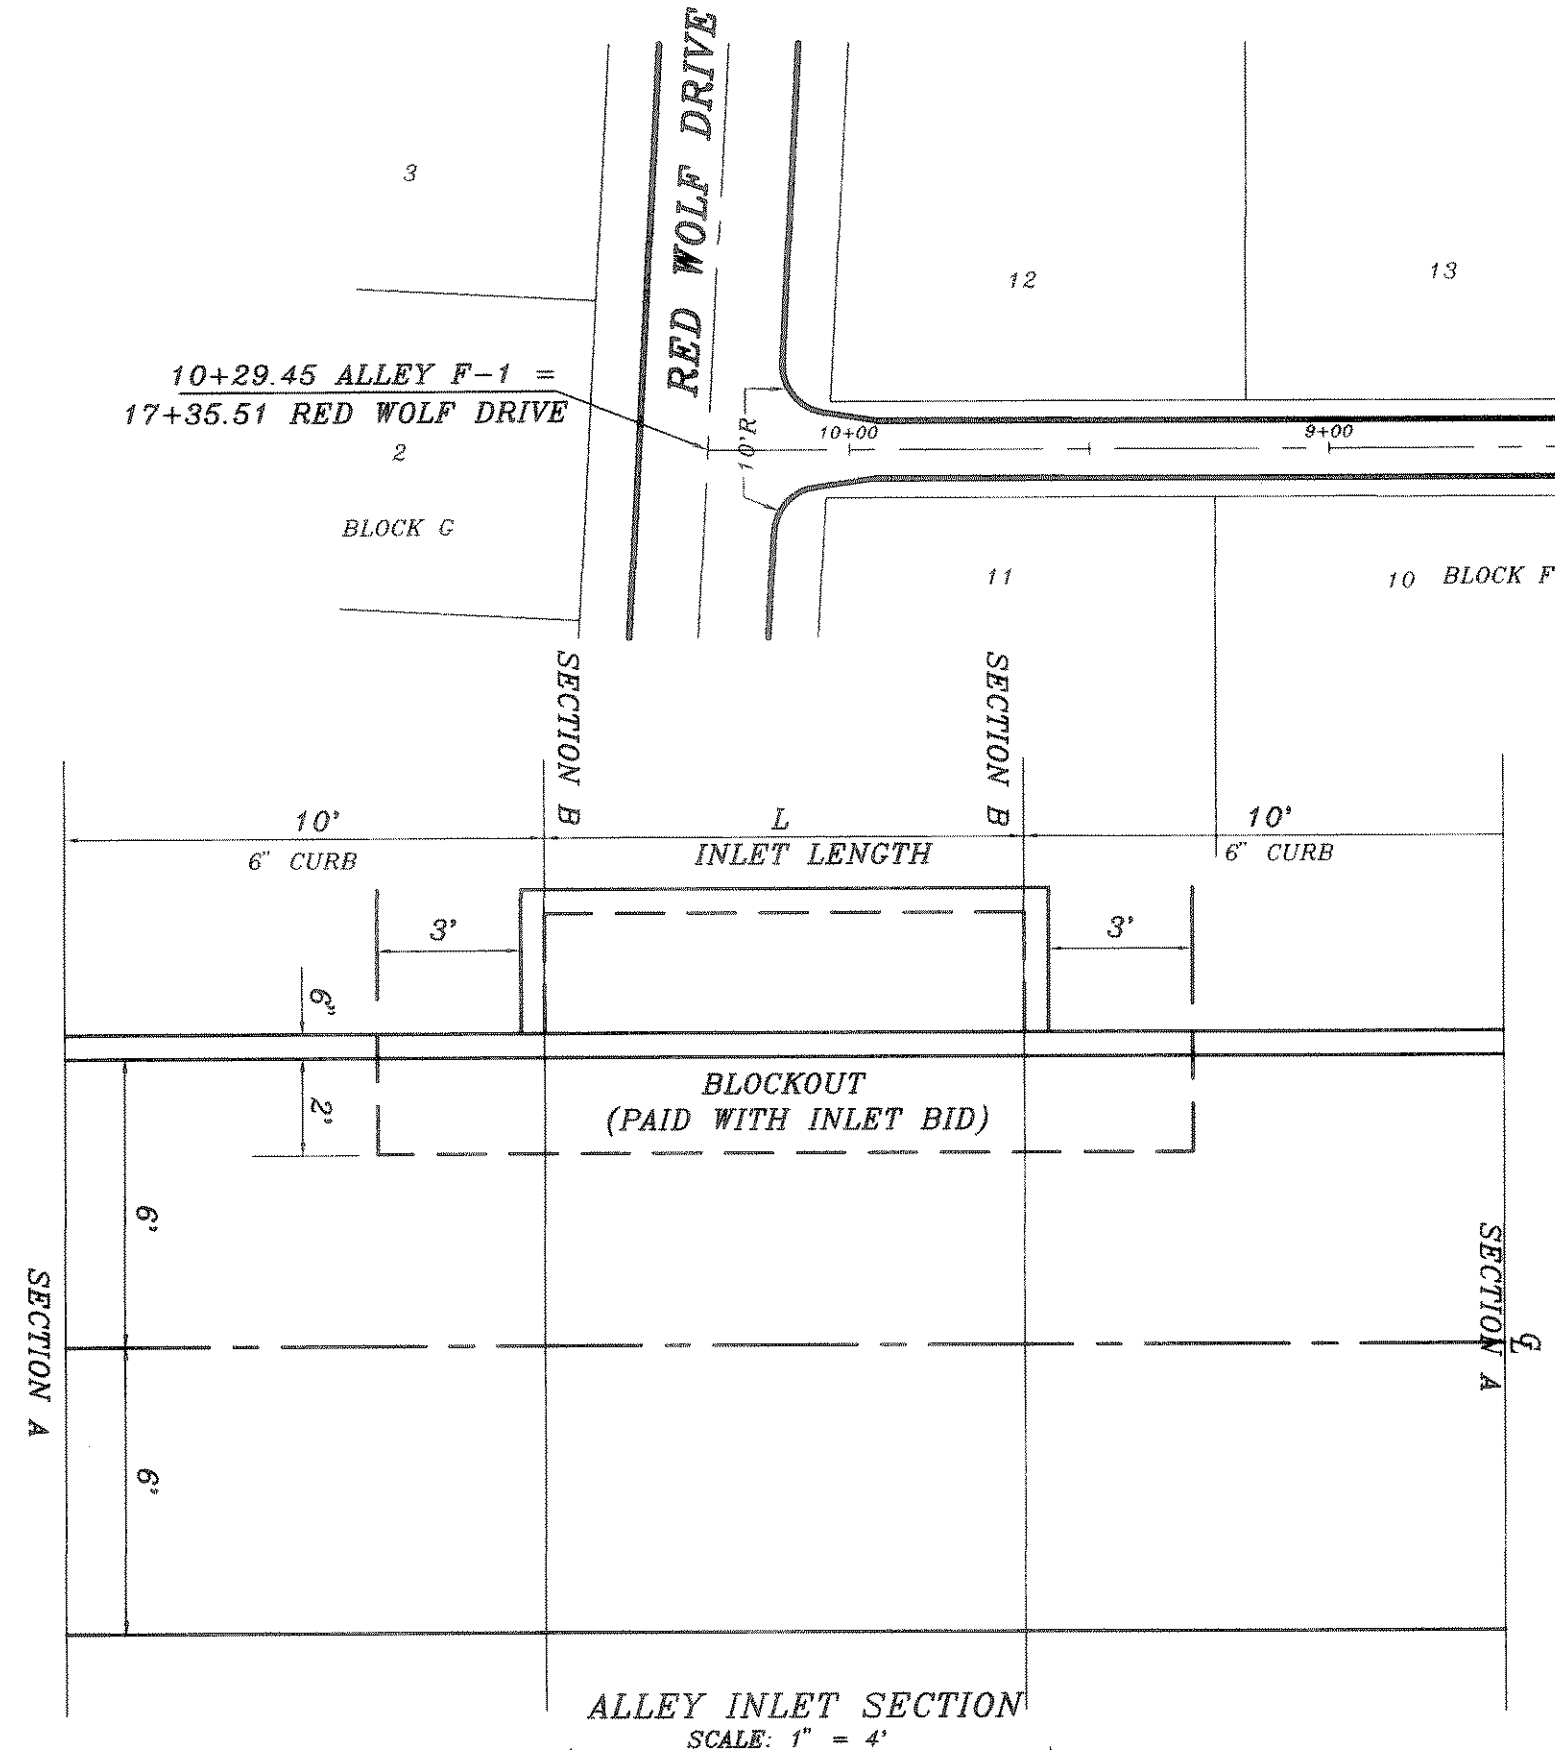 RED WOLF DRIVE
3
12
13
10+29.45 ALLEY F-1 =
17+35.51 RED WOLF DRIVE
2
10'R
10+00
9+00
BLOCK G
11
10 BLOCK F
SECTION B
SECTION B
10'
6" CURB
L
INLET LENGTH
10'
6" CURB
3'
3'
6"
2'
BLOCKOUT
(PAID WITH INLET BID)
6'
SECTION A
SECTION A
℄
6'
ALLEY INLET SECTION
SCALE: 1" = 4'